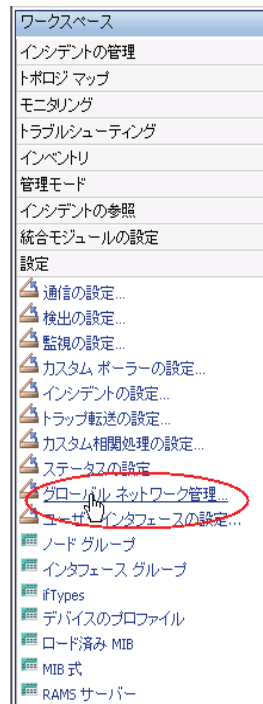 ワークスペース
インシデントの管理
トポロジ マップ
モニタリング
トラブルシューティング
インベントリ
管理モード
インシデントの参照
統合モジュールの設定
設定
通信の設定...
検出の設定...
監視の設定...
カスタム ポーラーの設定...
インシデントの設定...
トラップ転送の設定...
カスタム相関処理の設定...
ステータスの設定...
グローバル ネットワーク管理...
ユーザー インタフェースの設定...
ノード グループ
インタフェース グループ
ifTypes
デバイスのプロファイル
ロード済み MIB
MIB 式
RAMS サーバー